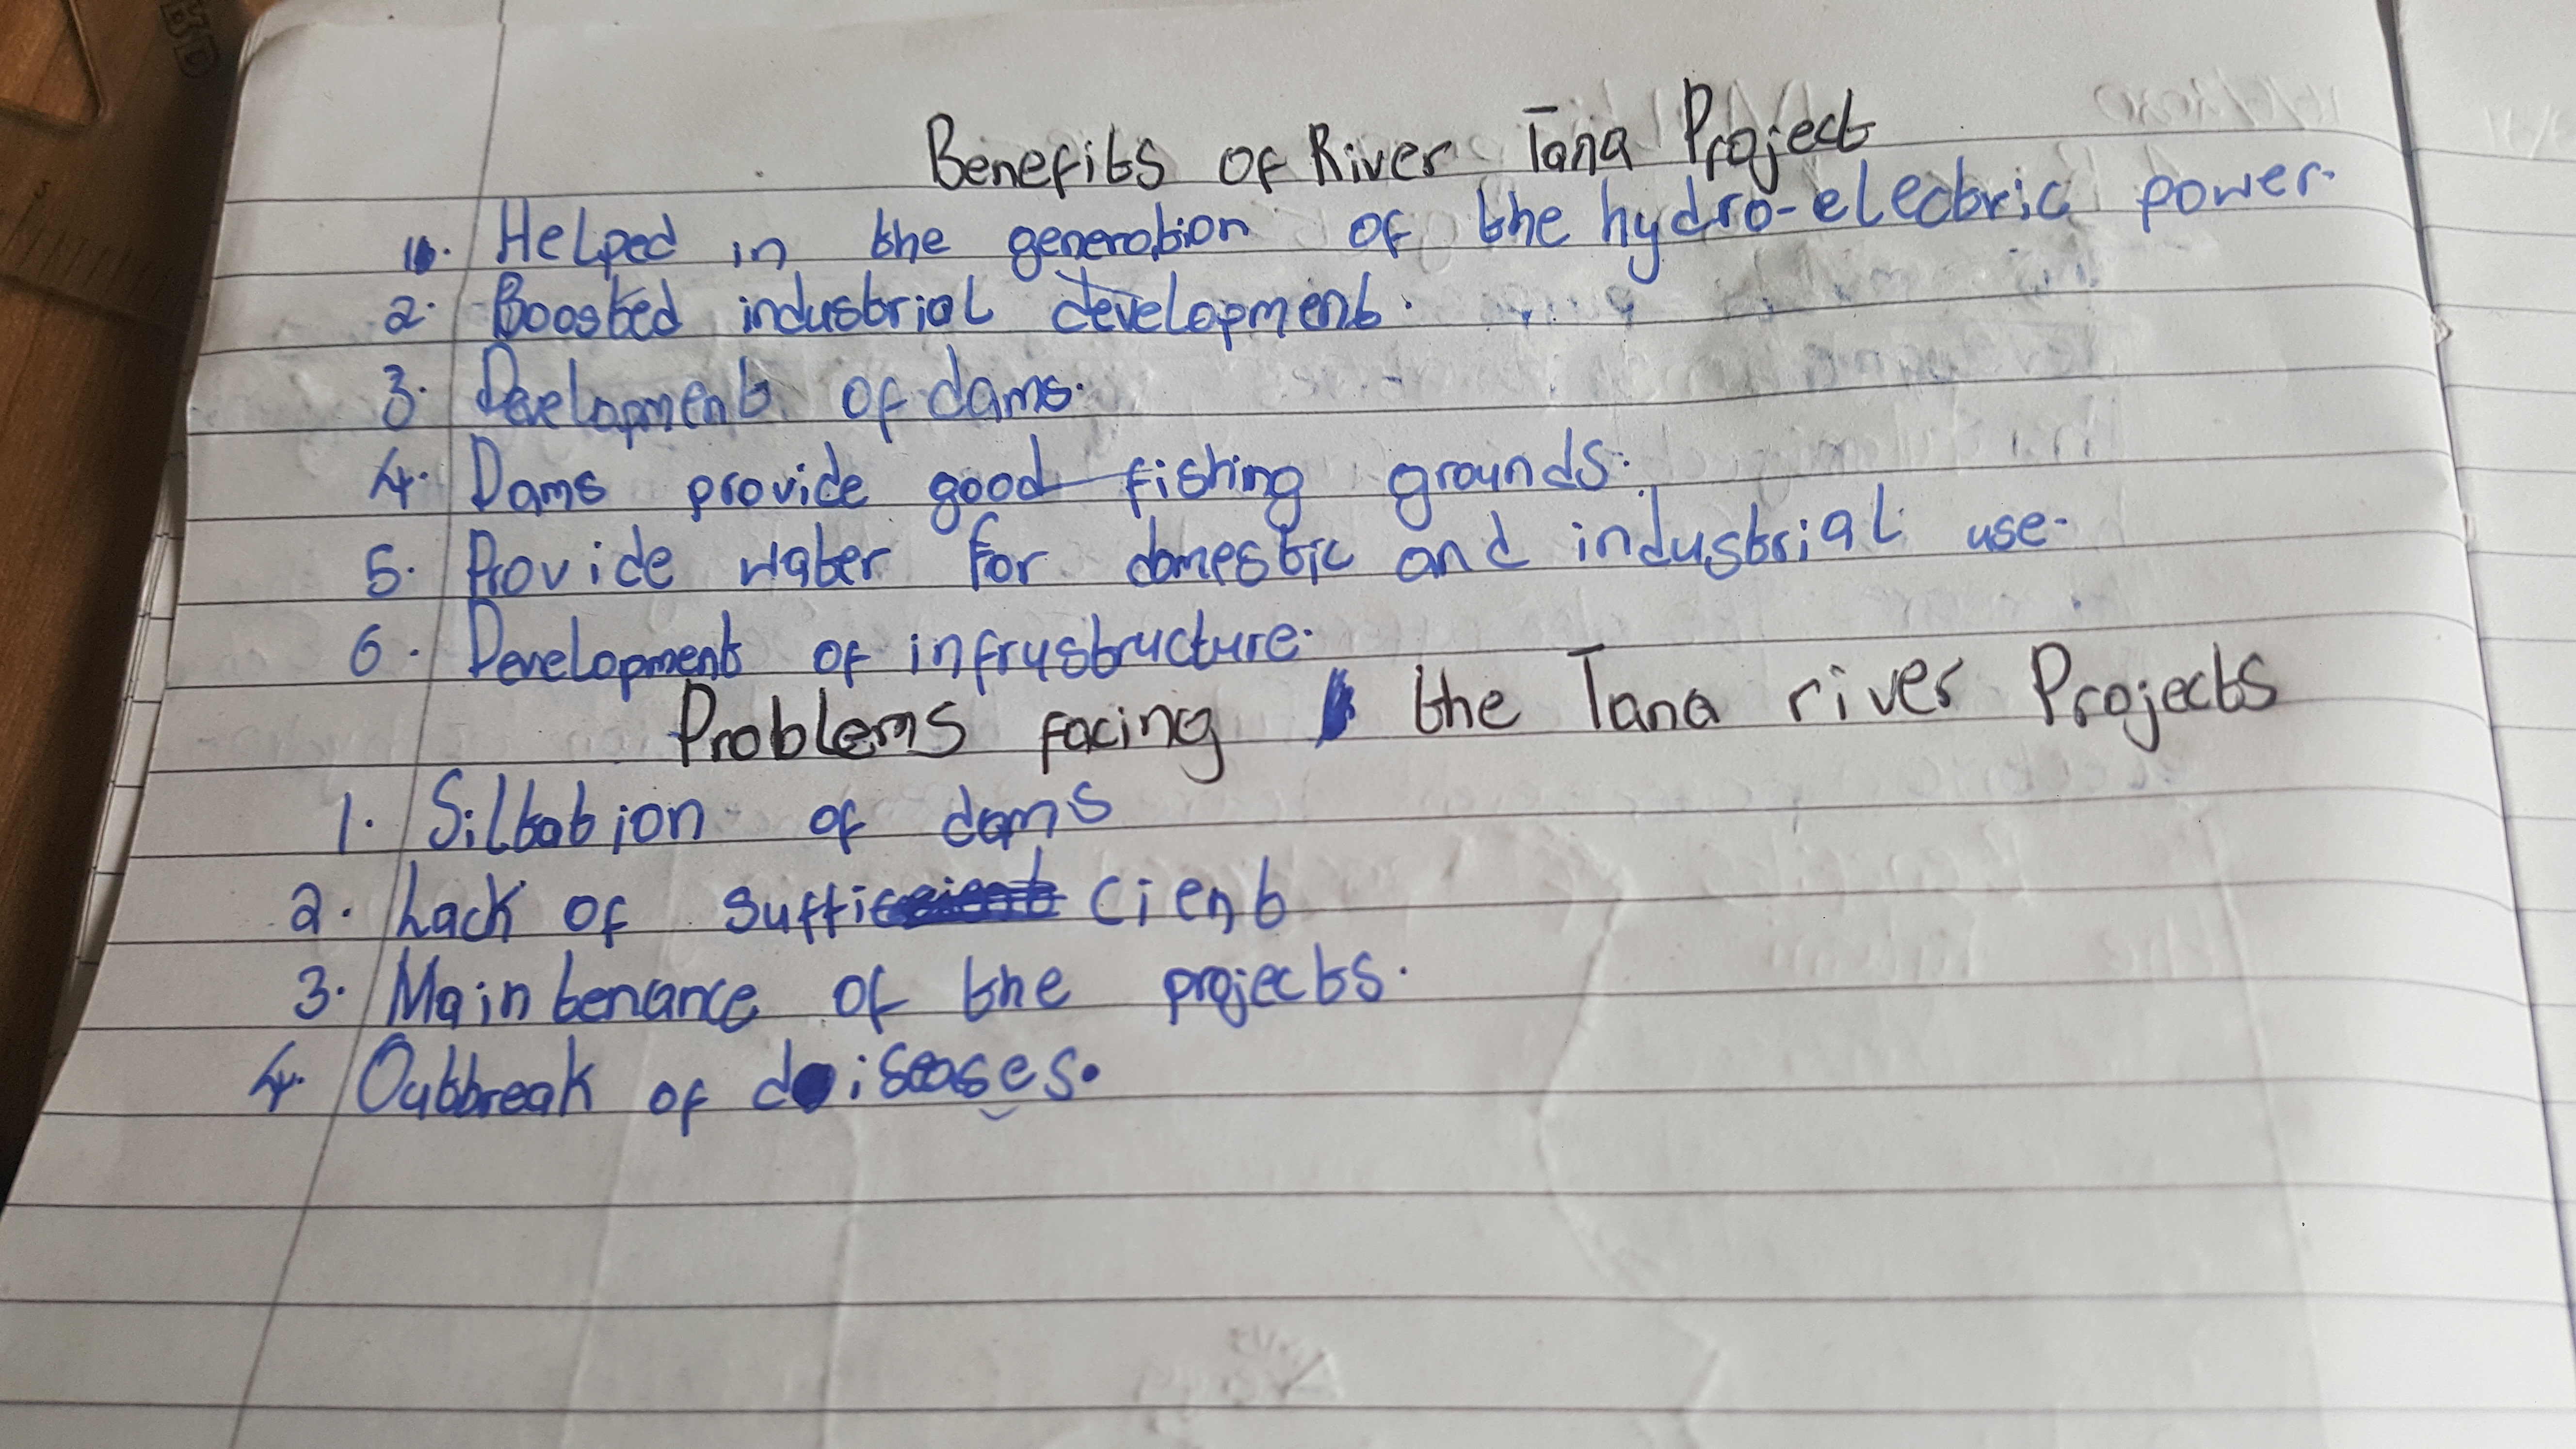 Benefits of River Tana Project
1. Helped in the generation of the hydro-electric power.
2. Boosted industrial development.
3. Development of dams.
4. Dams provide good fishing grounds.
5. Provide water for domestic and industrial use.
6. Development of infrustructure.
Problems facing the Tana river Projects
1. Siltation of dams
2. Lack of sufficient
3. Maintenance of the projects.
4. Outbreak of diseases.